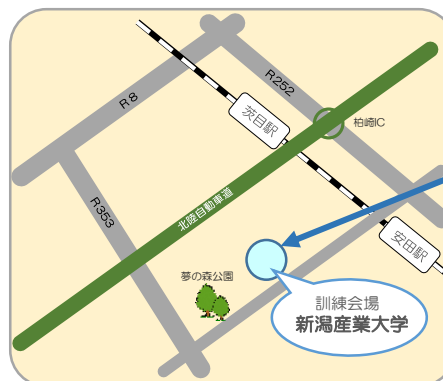 R8
R252
茨目駅
柏崎IC
R353
北陸自動車道
安田駅
夢の森公園
訓練会場
新潟産業大学